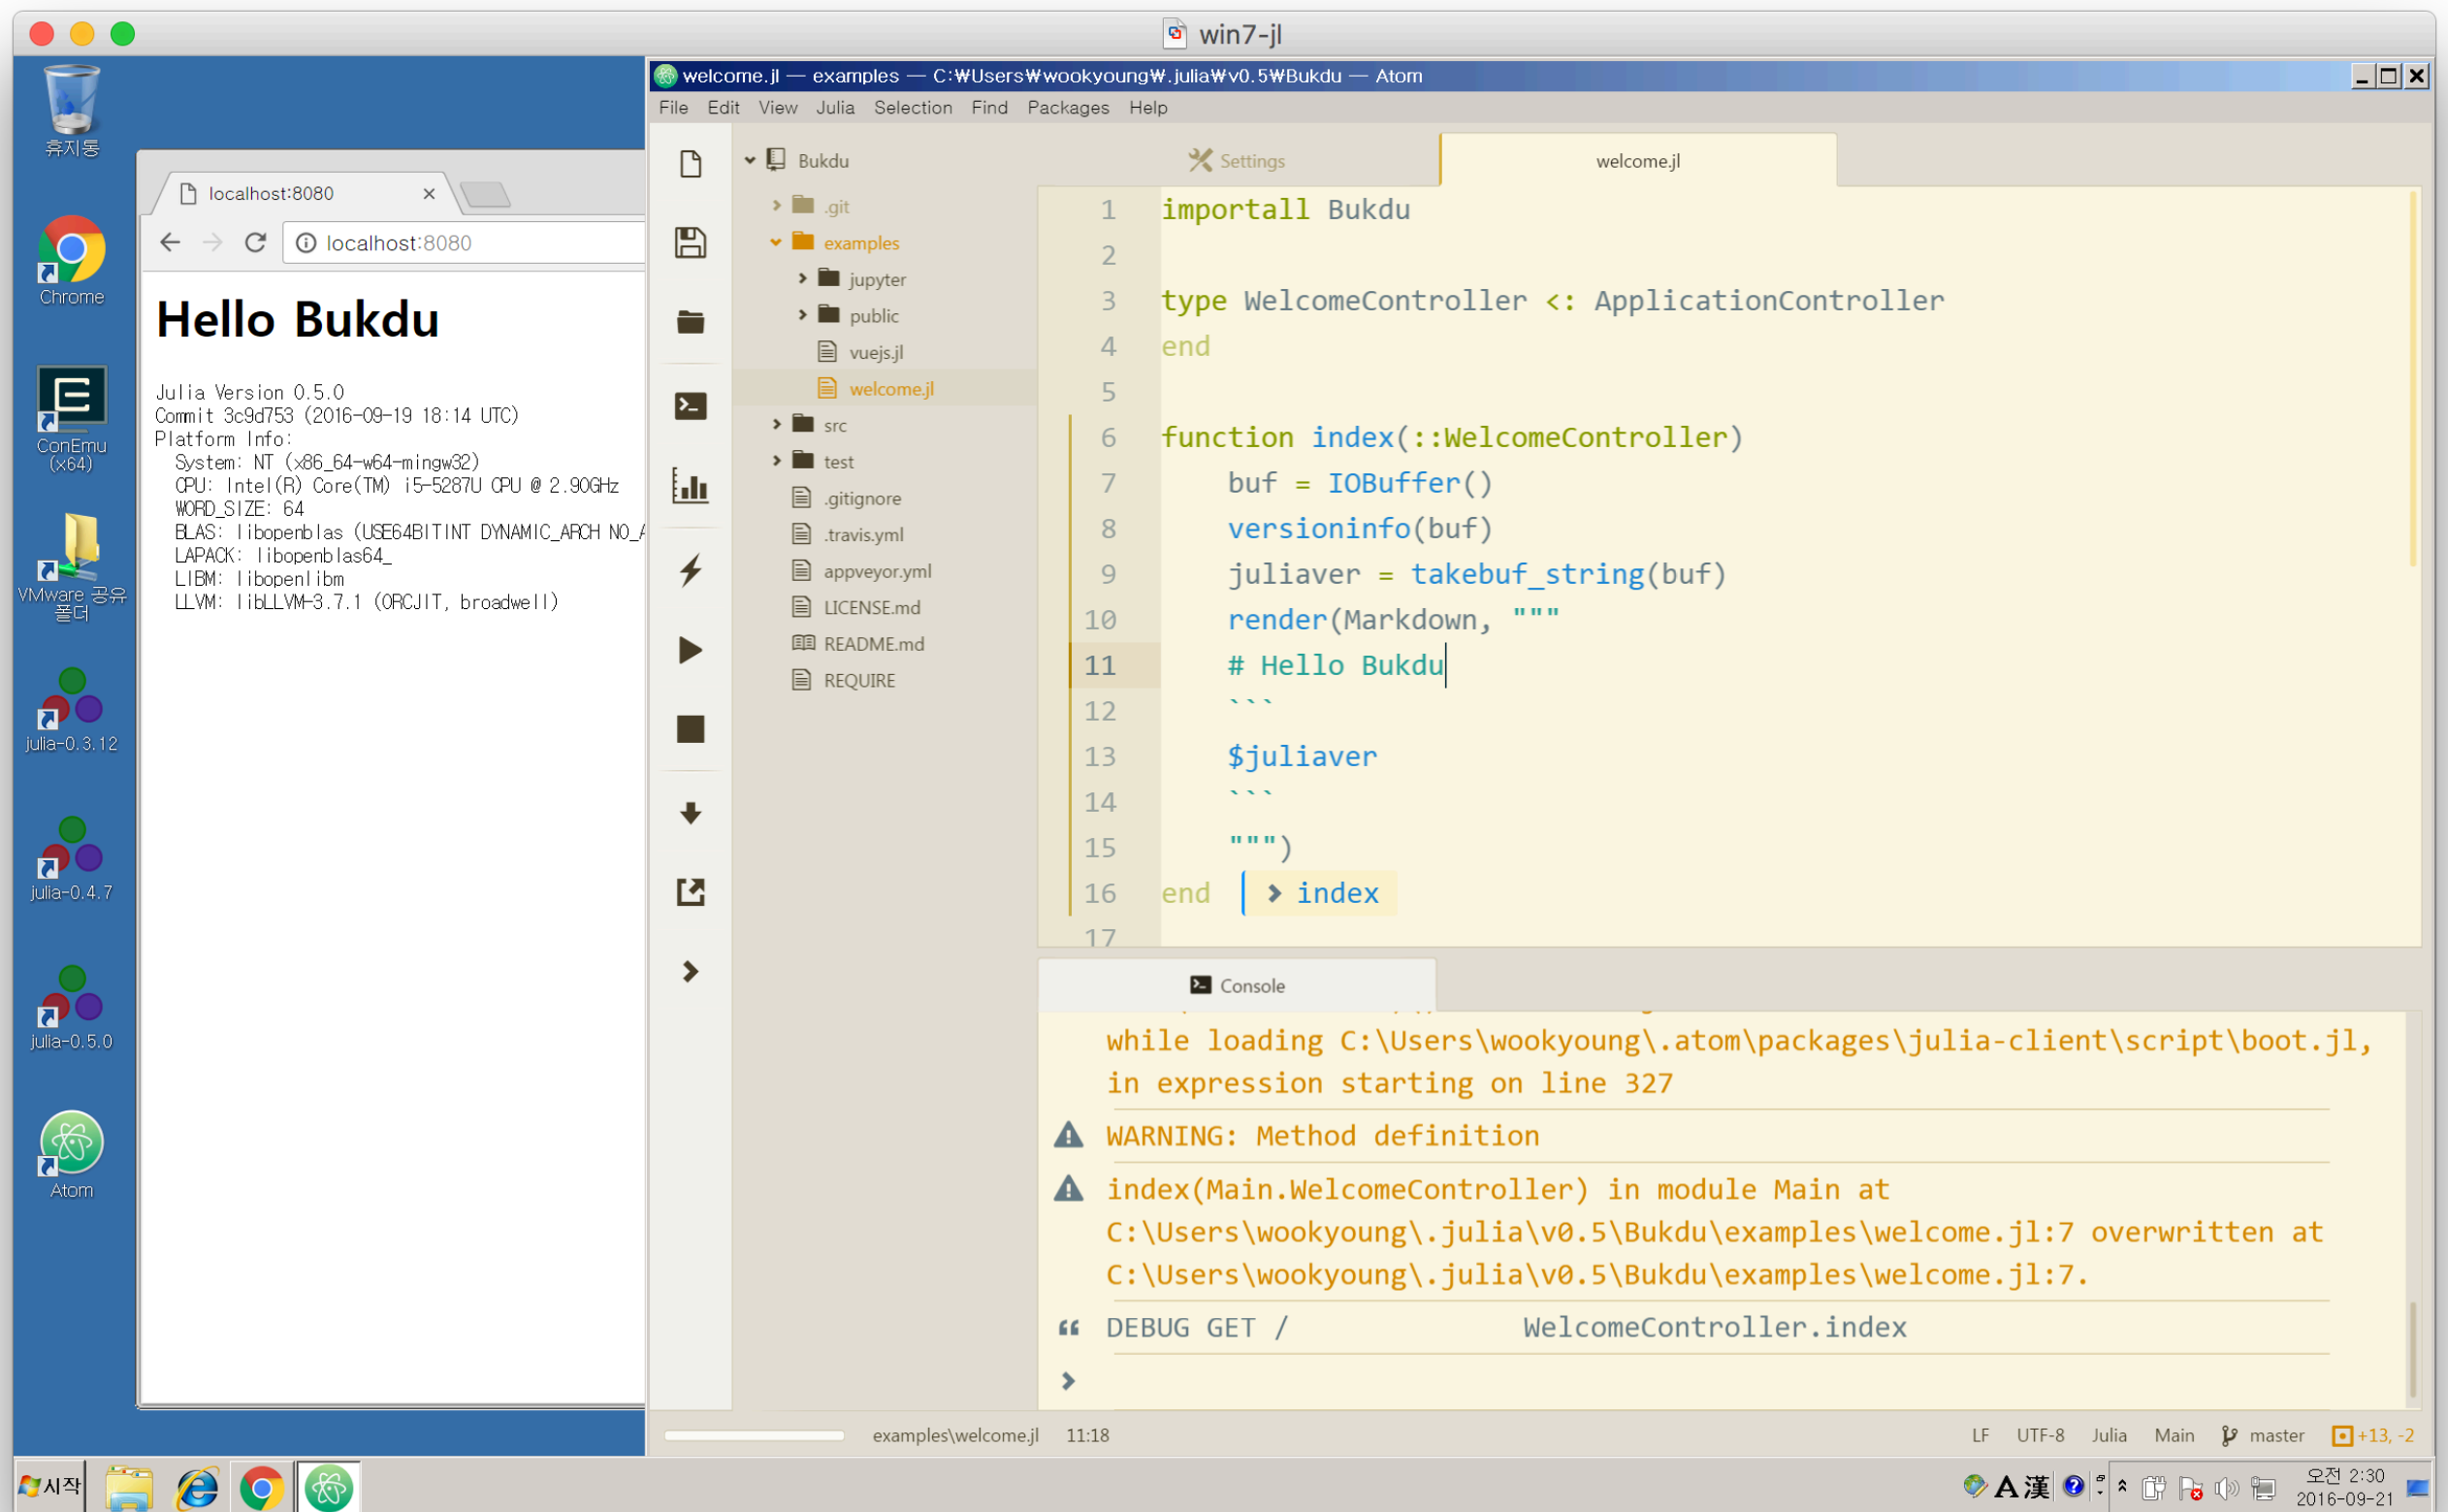 win7-jl
휴지통
Chrome
ConEmu
(x64)
VMware 공유
폴더
julia-0.3.12
julia-0.4.7
julia-0.5.0
Atom
localhost:8080
localhost:8080
Hello Bukdu
Julia Version 0.5.0
Commit 3c9d753 (2016-09-19 18:14 UTC)
Platform Info:
System: NT (x86_64-w64-mingw32)
CPU: Intel(R) Core(TM) i5-5287U CPU @ 2.90GHz
WORD_SIZE: 64
BLAS: libopenblas (USE64BITINT DYNAMIC_ARCH NO_A
LAPACK: libopenblas64_
LIBM: libopenlibm
LLVM: libLLVM-3.7.1 (ORCJIT, broadwell)
welcome.jl — examples — C:₩Users₩wookyoung₩.julia₩v0.5₩Bukdu — Atom
File Edit View Julia Selection Find Packages Help
Bukdu
.git
examples
jupyter
public
vuejs.jl
welcome.jl
src
test
.gitignore
.travis.yml
appveyor.yml
LICENSE.md
README.md
REQUIRE
Settings
welcome.jl
1 importall Bukdu
2
3 type WelcomeController <: ApplicationController
4 end
5
6 function index(::WelcomeController)
7 buf = IOBuffer()
8 versioninfo(buf)
9 juliaver = takebuf_string(buf)
10 render(Markdown, """
11 # Hello Bukdu
12 ```
13 $juliaver
14 ```
15 """)
16 end > index
17
Console
while loading C:\Users\wookyoung\.atom\packages\julia-client\script\boot.jl,
in expression starting on line 327
WARNING: Method definition
index(Main.WelcomeController) in module Main at
C:\Users\wookyoung\.julia\v0.5\Bukdu\examples\welcome.jl:7 overwritten at
C:\Users\wookyoung\.julia\v0.5\Bukdu\examples\welcome.jl:7.
DEBUG GET / WelcomeController.index
examples\welcome.jl 11:18
LF UTF-8 Julia Main master +13, -2
시작
A 漢
오전 2:30
2016-09-21